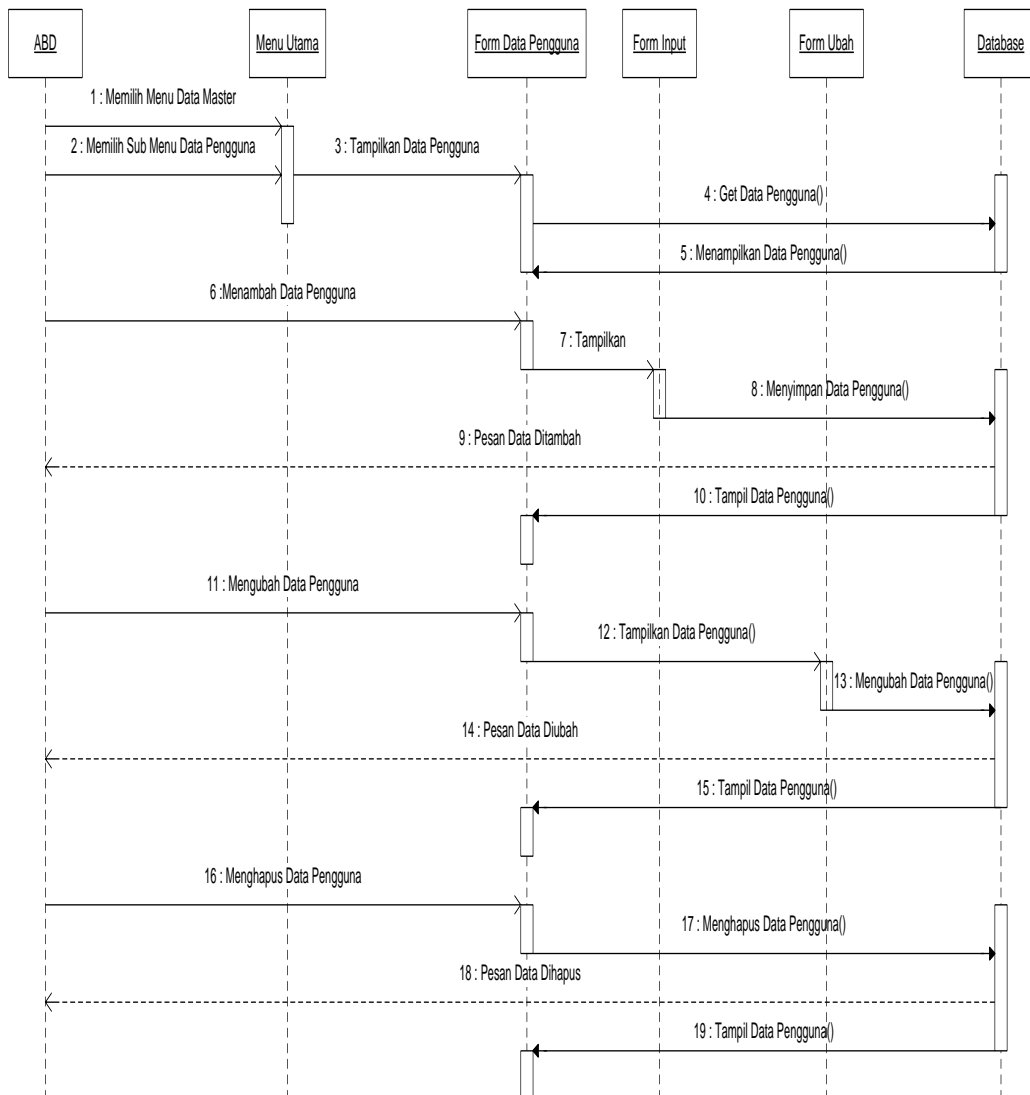 ABD
Menu Utama
Form Data Pengguna
Form Input
Form Ubah
Database
1 : Memilih Menu Data Master
2 : Memilih Sub Menu Data Pengguna
3 : Tampilkan Data Pengguna
4 : Get Data Pengguna()
5 : Menampilkan Data Pengguna()
6 :Menambah Data Pengguna
7 : Tampilkan
8 : Menyimpan Data Pengguna()
9 : Pesan Data Ditambah
10 : Tampil Data Pengguna()
11 : Mengubah Data Pengguna
12 : Tampilkan Data Pengguna()
13 : Mengubah Data Pengguna()
14 : Pesan Data Diubah
15 : Tampil Data Pengguna()
16 : Menghapus Data Pengguna
17 : Menghapus Data Pengguna()
18 : Pesan Data Dihapus
19 : Tampil Data Pengguna()